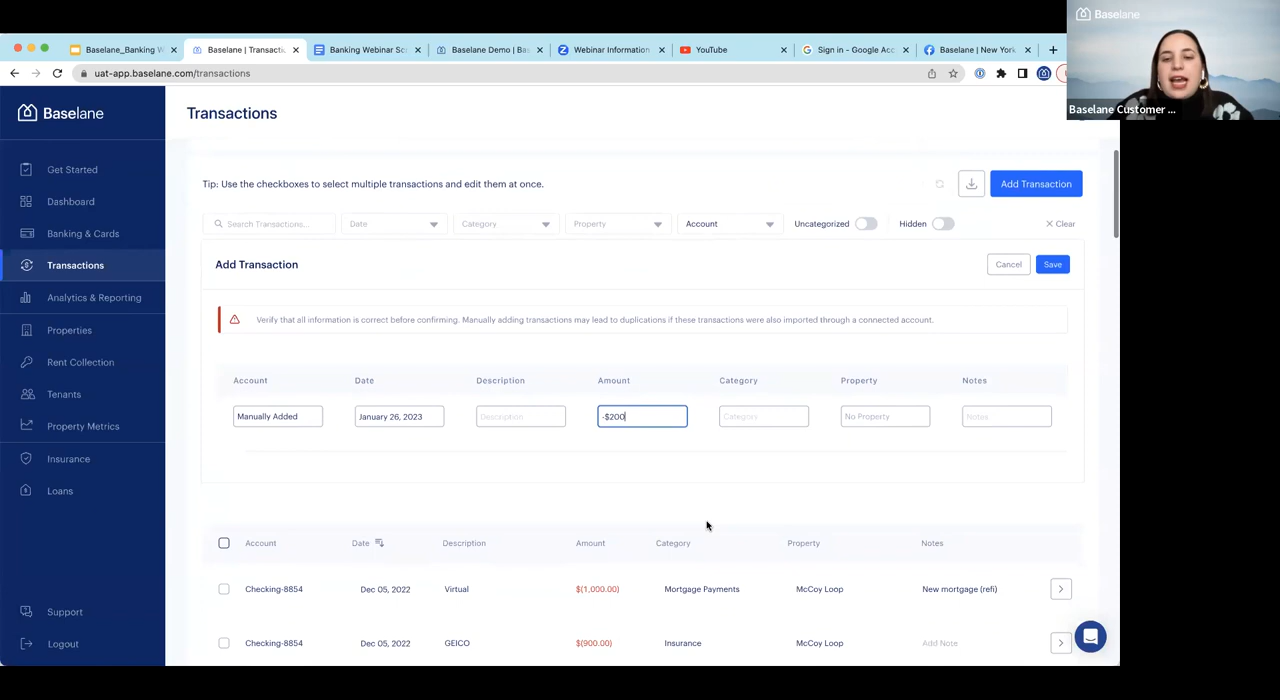 Baselane_Banking W
Baselane | Transacti
Banking Webinar Sc
Baselane Demo | Bas
Webinar Information
YouTube
Sign in - Google Acc
Baselane | New York
uat-app.baselane.com/transactions
Baselane
Baselane Customer ...
Baselane
Get Started
Dashboard
Banking & Cards
Transactions
Analytics & Reporting
Properties
Rent Collection
Tenants
Property Metrics
Insurance
Loans
Support
Logout
Transactions
Tip: Use the checkboxes to select multiple transactions and edit them at once.
Add Transaction
Search Transactions...
Date
Category
Property
Account
Uncategorized
Hidden
Clear
Add Transaction
Cancel
Save
Verify that all information is correct before confirming. Manually adding transactions may lead to duplications if these transactions were also imported through a connected account.
Account Date Description Amount Category Property Notes
Manually Added January 26, 2023 Description -$200 Category No Property Notes
Account Date Description Amount Category Property Notes
Checking-8854 Dec 05, 2022 Virtual $(1,000.00) Mortgage Payments McCoy Loop New mortgage (refi)
Checking-8854 Dec 05, 2022 GEICO $(900.00) Insurance McCoy Loop Add Note